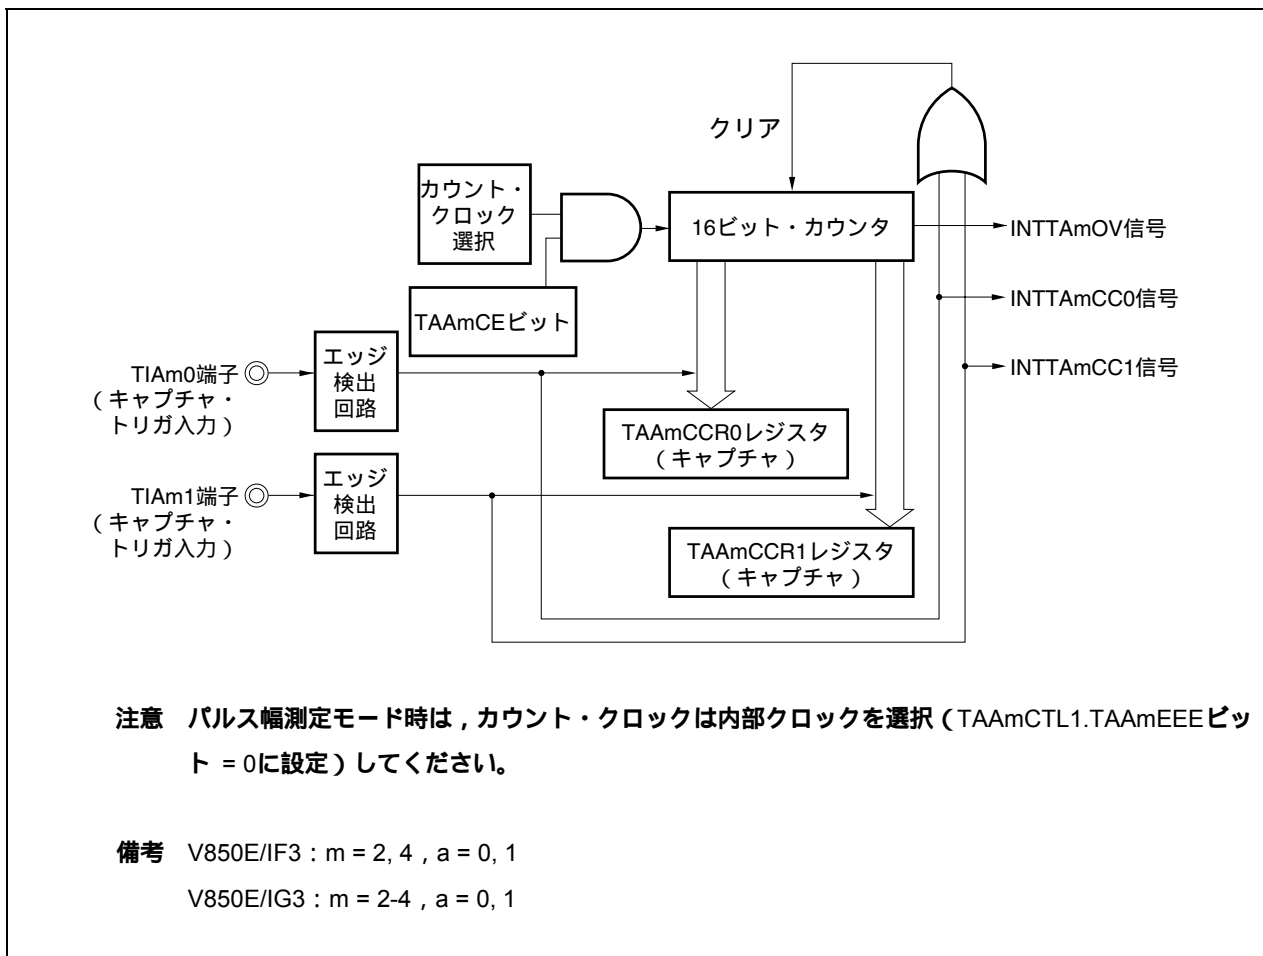 クリア
カウント・
クロック
選択
16ビット・カウンタ
INTTAmOV信号
INTTAmCC0信号
TAAmCEビット
INTTAmCC1信号
TIAm0端子
（キャプチャ・
トリガ入力）
エッジ
検出
回路
TAAmCCR0レジスタ
（キャプチャ）
TIAm1端子
（キャプチャ・
トリガ入力）
エッジ
検出
回路
TAAmCCR1レジスタ
（キャプチャ）
注意 パルス幅測定モード時は，カウント・クロックは内部クロックを選択（TAAmCTL1.TAAmEEEビッ
ト = 0に設定）してください。
備考 V850E/IF3：m = 2, 4，a = 0, 1
V850E/IG3：m = 2-4，a = 0, 1